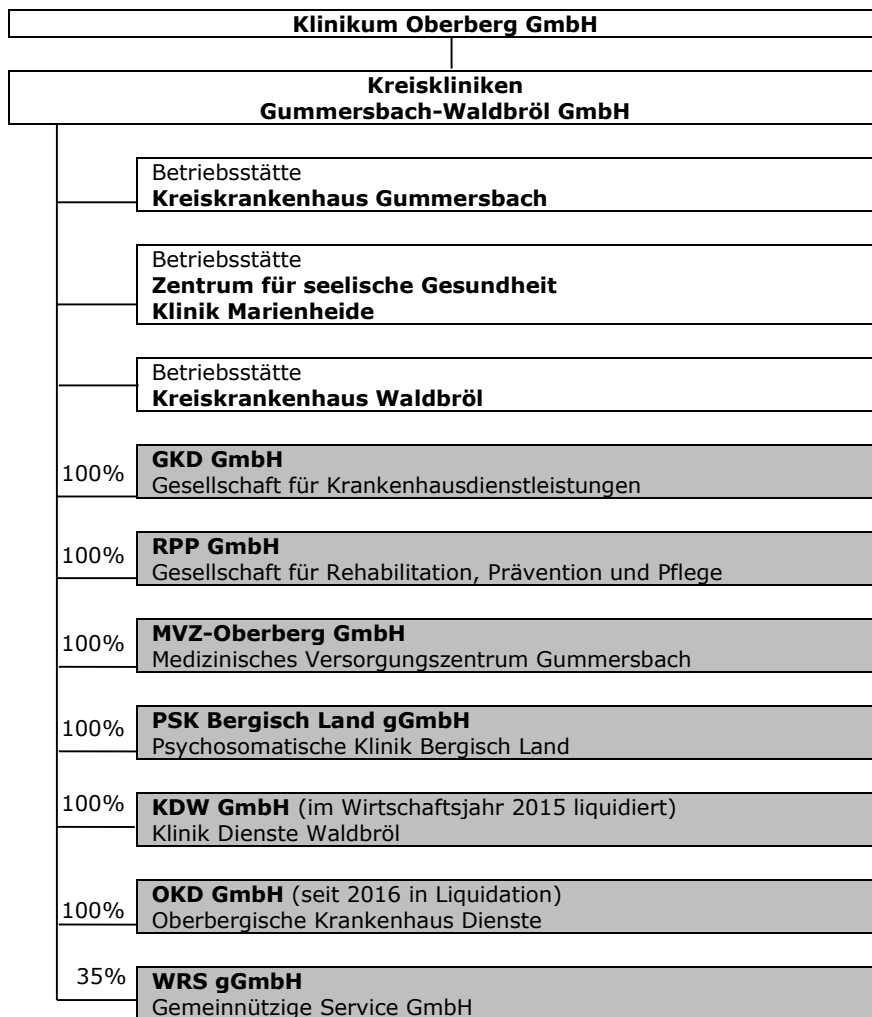 Klinikum Oberberg GmbH
Kreiskliniken
Gummersbach-Waldbröl GmbH
Betriebsstätte
Kreiskrankenhaus Gummersbach
Betriebsstätte
Zentrum für seelische Gesundheit
Klinik Marienheide
Betriebsstätte
Kreiskrankenhaus Waldbröl
100%
GKD GmbH
Gesellschaft für Krankenhausdienstleistungen
100%
RPP GmbH
Gesellschaft für Rehabilitation, Prävention und Pflege
100%
MVZ-Oberberg GmbH
Medizinisches Versorgungszentrum Gummersbach
100%
PSK Bergisch Land gGmbH
Psychosomatische Klinik Bergisch Land
100%
KDW GmbH (im Wirtschaftsjahr 2015 liquidiert)
Klinik Dienste Waldbröl
100%
OKD GmbH (seit 2016 in Liquidation)
Oberbergische Krankenhaus Dienste
35%
WRS gGmbH
Gemeinnützige Service GmbH